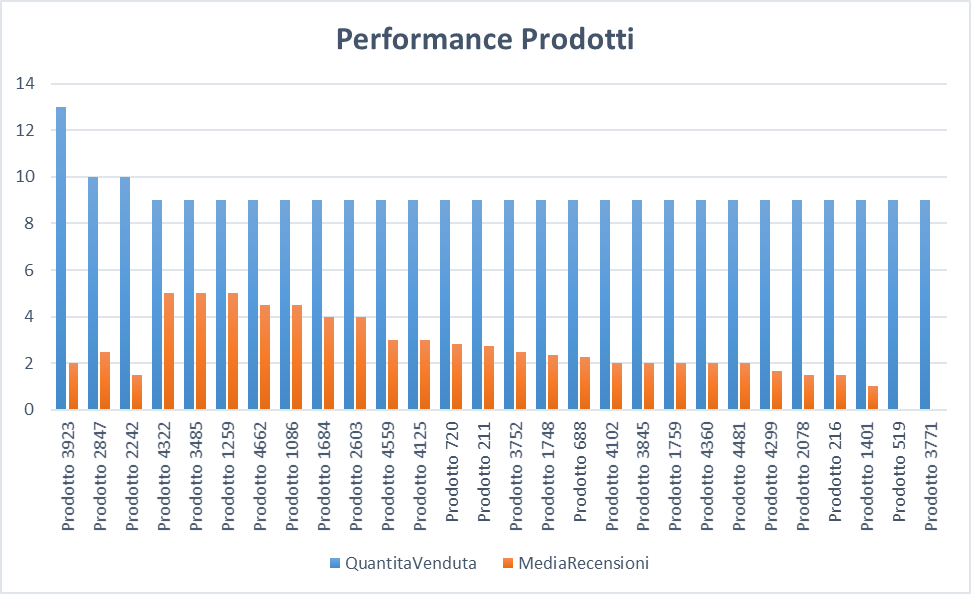 Performance Prodotti
14
12
10
8
6
4
2
0
Prodotto 3923
Prodotto 2847
Prodotto 2242
Prodotto 4322
Prodotto 3485
Prodotto 1259
Prodotto 4662
Prodotto 1086
Prodotto 1684
Prodotto 2603
Prodotto 4559
Prodotto 4125
Prodotto 720
Prodotto 211
Prodotto 3752
Prodotto 1748
Prodotto 688
Prodotto 4102
Prodotto 3845
Prodotto 1759
Prodotto 4360
Prodotto 4481
Prodotto 4299
Prodotto 2078
Prodotto 216
Prodotto 1401
Prodotto 519
Prodotto 3771
QuantitaVenduta
MediaRecensioni